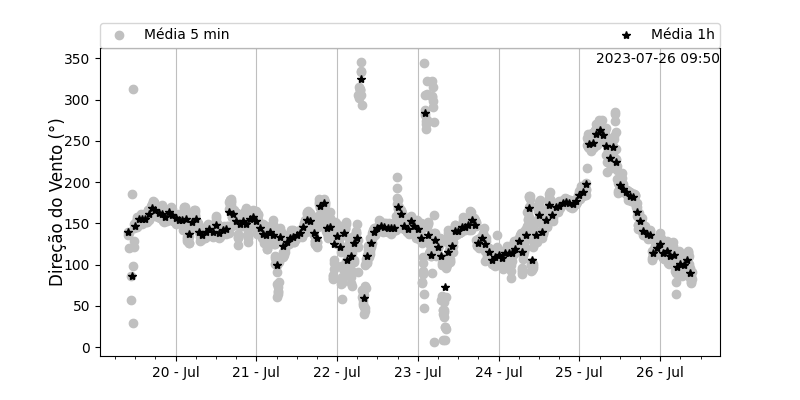 Média 5 min
Média 1h
2023-07-26 09:50
Direção do Vento (°)
350
300
250
200
150
100
50
0
20 - Jul
21 - Jul
22 - Jul
23 - Jul
24 - Jul
25 - Jul
26 - Jul